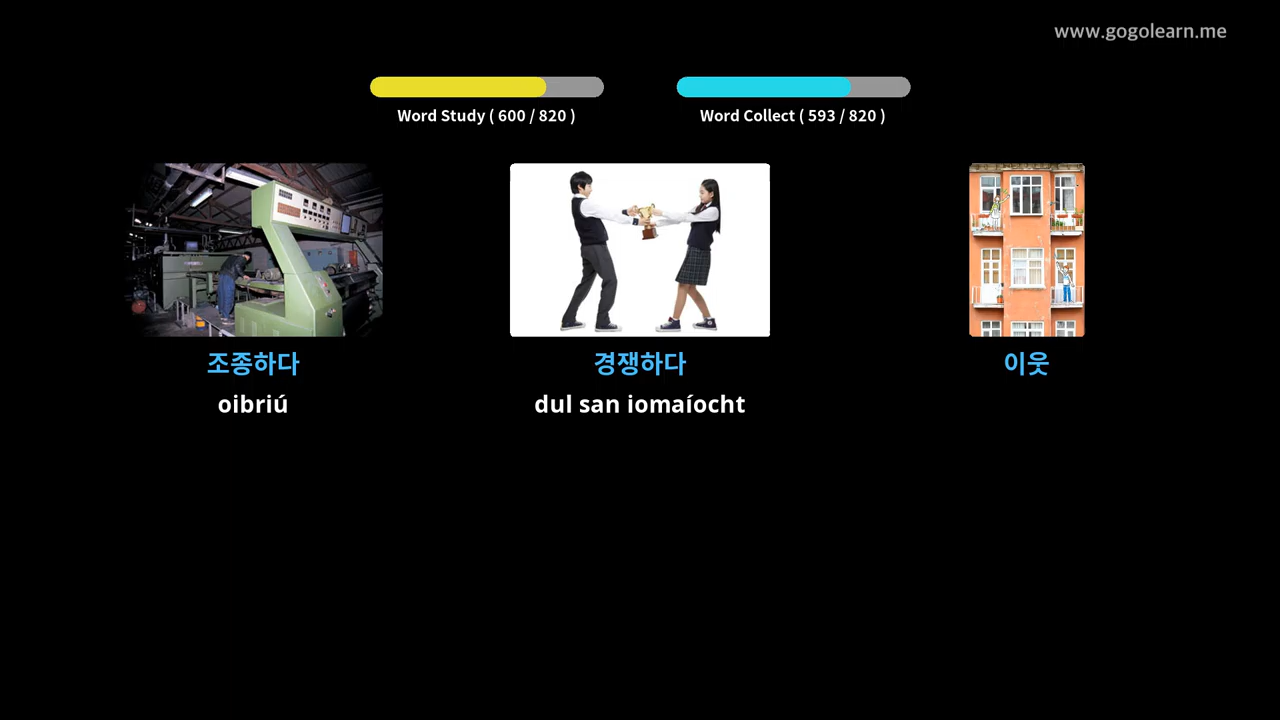 www.gogolearn.me
Word Study ( 600 / 820 )
Word Collect ( 593 / 820 )
조종하다
경쟁하다
이웃
oibriú
dul san iomaíocht